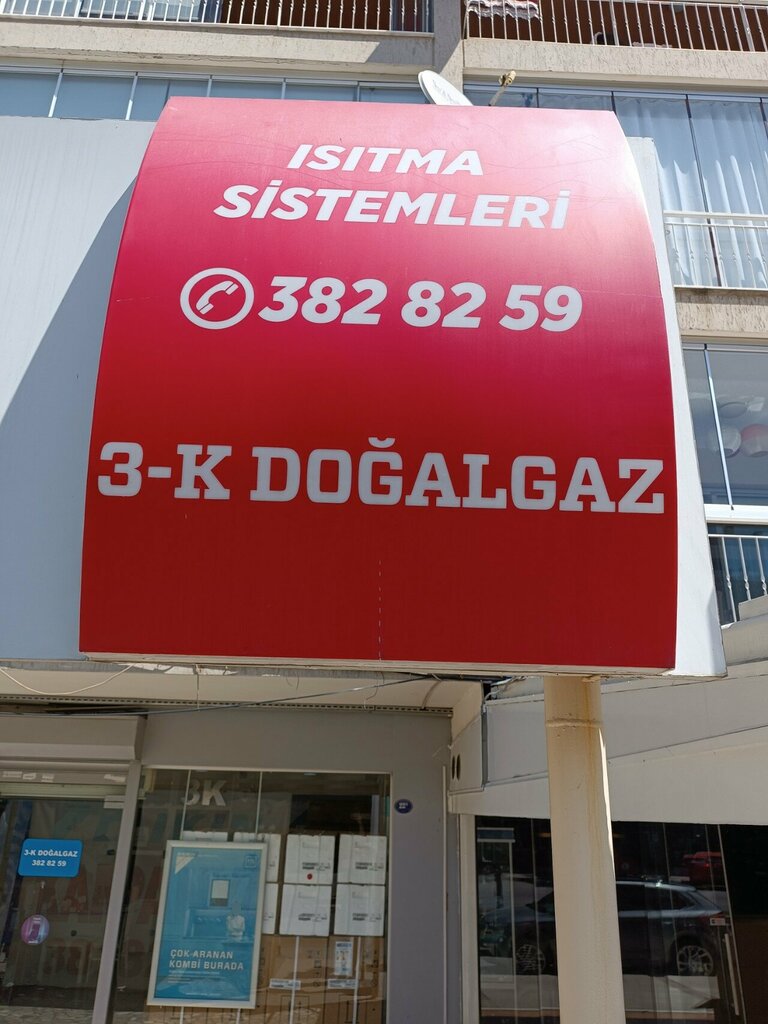 ISITMA
SİSTEMLERİ
382 82 59
3-K DOĞALGAZ
3K
3-K DOĞALGAZ
382 82 59
ÇOK ARANAN
KOMBİ BURADA